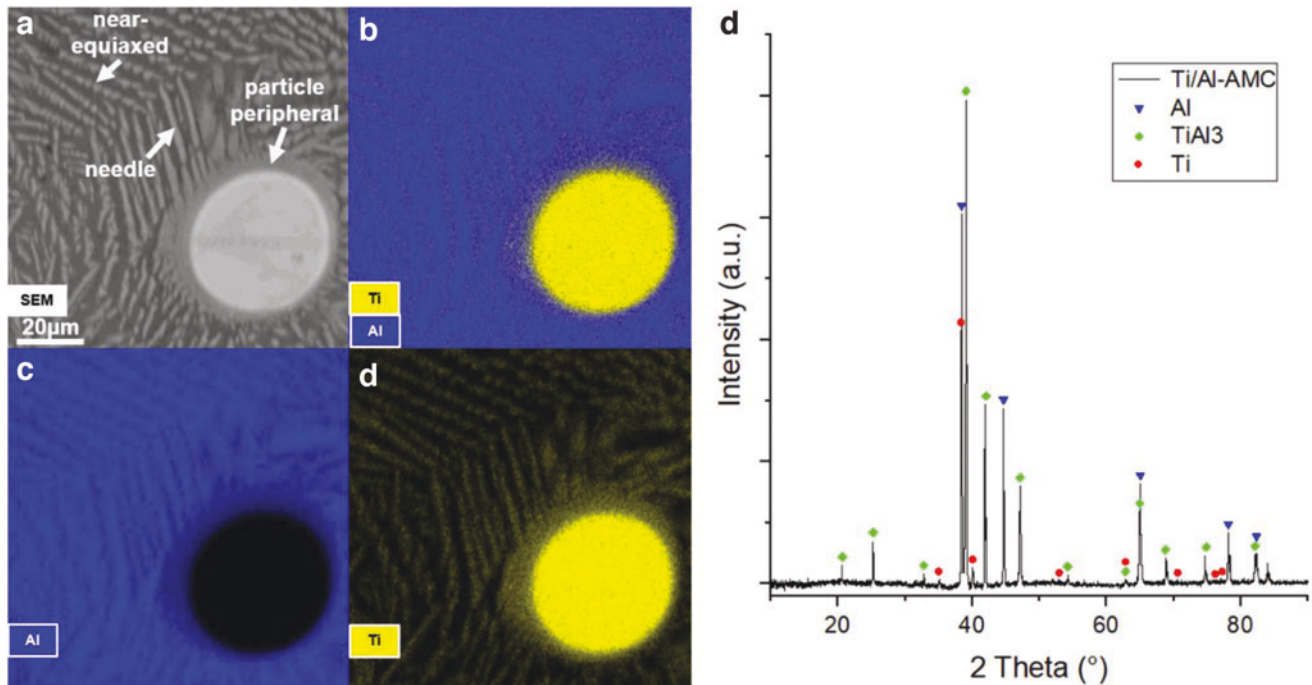 a
near-
equiaxed
particle
peripheral
needle
SEM
20μm
b
Ti
Al
c
Al
d
Ti
d
Intensity (a.u.)
Ti/Al-AMC
Al
TiAl3
Ti
20 40 60 80
2 Theta (°)